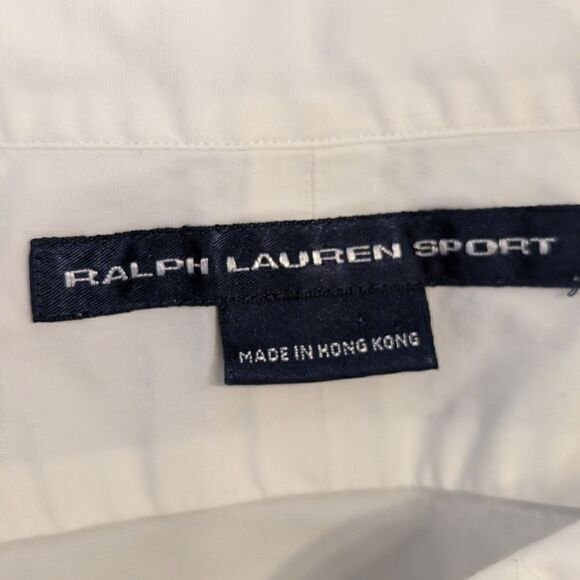 RALPH LAUREN SPORT
MADE IN HONG KONG